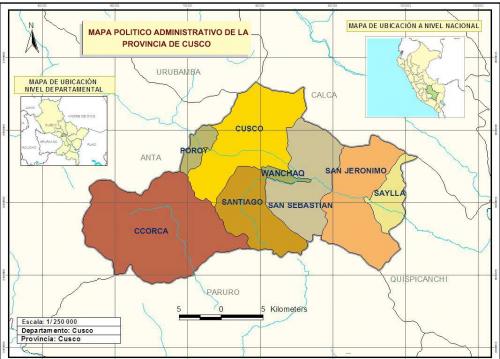 MAPA POLITICO ADMINISTRATIVO DE LA
PROVINCIA DE CUSCO
MAPA DE UBICACIÓN A NIVEL NACIONAL
N
MAPA DE UBICACIÓN
NIVEL DEPARTAMENTAL
URUBAMBA
CALCA
ANTA
CUSCO
POROY
WANCHAQ
SAN JERONIMO
SAYLLA
SANTIAGO
SAN SEBASTIAN
CCORCA
QUISPICANCHI
PARURO
5 0 5 Kilometers
Escala: 1/250 000
Departamento: Cusco
Provincia: Cusco